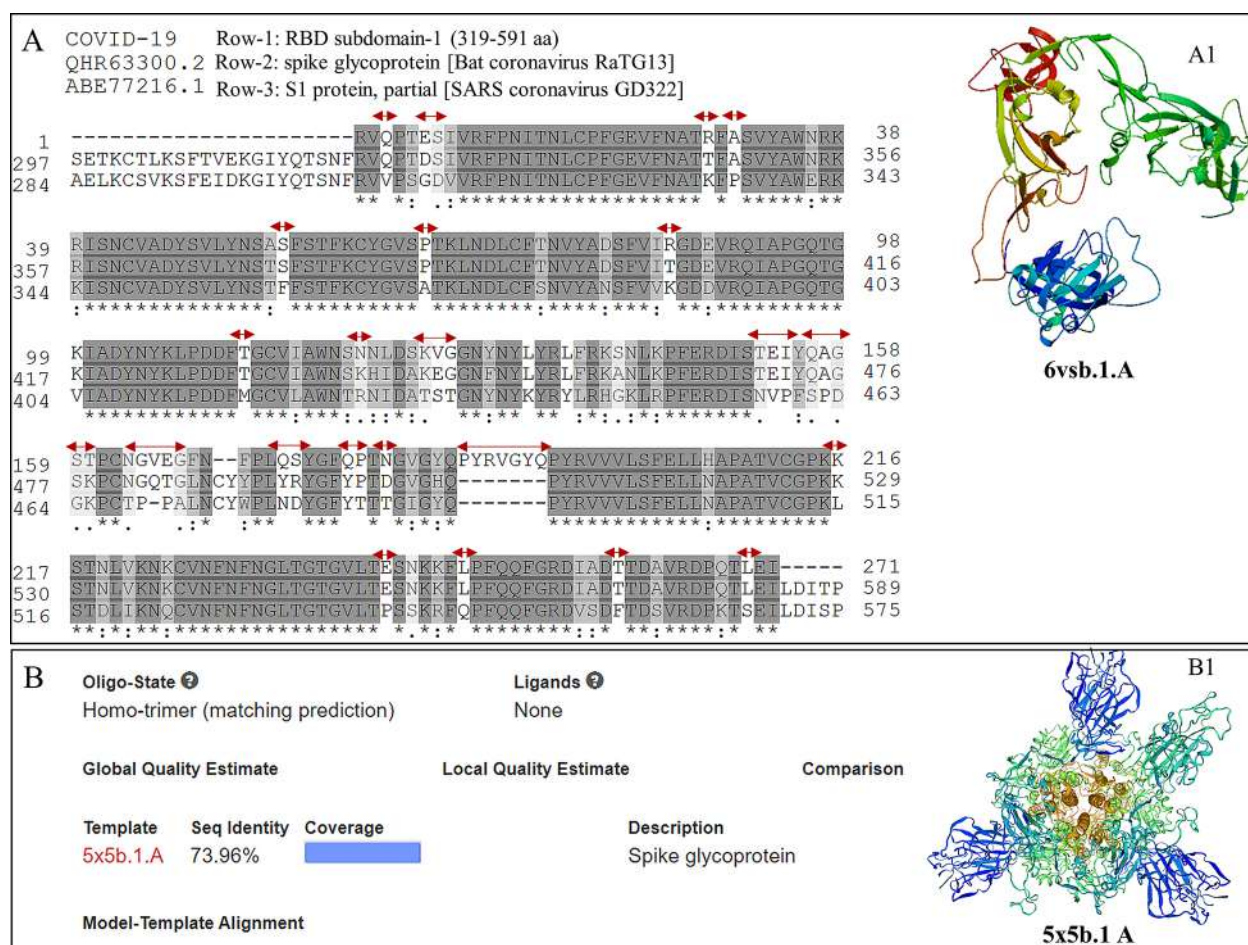 A
COVID-19 Row-1: RBD subdomain-1 (319-591 aa)
QHR63300.2 Row-2: spike glycoprotein [Bat coronavirus RaTG13]
ABE77216.1 Row-3: S1 protein, partial [SARS coronavirus GD322]
A1
1 ----------------------RVQPTESIVRFPNITNLCPFGEVFNATRFASVYAWNRK 38
297 SETKCTLKSFTVEKGIYQTSNFRVQPTDSIVRFPNITNLCPFGEVFNATTFASVYAWNRK 356
284 AELKCSVKSFEIDKGIYQTSNFRVVPSGDVVRFPNITNLCPFGEVFNATKFPSVYAWERK 343
** *: .:****************** * *****:**
39 RISNCVADYSVLYNSASFSTFKCYGVSPTKLNDLCFTNVYADSFVIRGDEVRQIAPGQTG 98
357 RISNCVADYSVLYNSTSFSTFKCYGVSPTKLNDLCFTNVYADSFVITGDEVRQIAPGQTG 416
344 KISNCVADYSVLYNSTFFSTFKCYGVSATKLNDLCFSNVYANSFVVKGDDVRQIAPGQTG 403
:**************: ********** ********:****:***: **:**********
99 KIADYNYKLPDDFTGCVIAWNSNNLDSKVGGNYNYLYRLFRKSNLKPFERDISTEIYQAG 158
417 KIADYNYKLPDDFTGCVIAWNSKHIDAKEGGNFNYLYRLFRKANLKPFERDISTEIYQAG 476
404 VIADYNYKLPDDFMGCVLAWNTRNIDATSTGNYNYKYRYLRHGKLRPFERDISNVPFSPD 463
159 STPCNGVEGFN--FPLQSYGFQPTNGVGYQPYRVGYQPYRVVVLSFELLHAPATVCGPKK 216
477 SKPCNGQTGLNCYYPLYRYGFYPTDGVGHQ-------PYRVVVLSFELLNAPATVCGPKK 529
464 GKPCTP-PALNCYWPLNDYGFYTTTGIGYQ-------PYRVVVLSFELLNAPATVCGPKL 515
217 STNLVKNKCVNFNFNGLTGTGVLTESNKKFLPFQQFGRDIADTTDAVRDPQTLEI----- 271
530 STNLVKNKCVNFNFNGLTGTGVLTESNKKFLPFQQFGRDIADTTDAVRDPQTLEILDITP 589
516 STDLIKNQCVNFNFNGLTGTGVLTPSSKRFQPFQQFGRDVSDFTDSVRDPKTSEILDISP 575
6vsb.1.A
B
B1
Oligo-State ? Ligands ?
Homo-trimer (matching prediction) None
Global Quality Estimate Local Quality Estimate Comparison
Template Seq Identity Coverage Description
5x5b.1.A 73.96% Spike glycoprotein
Model-Template Alignment
5x5b.1 A